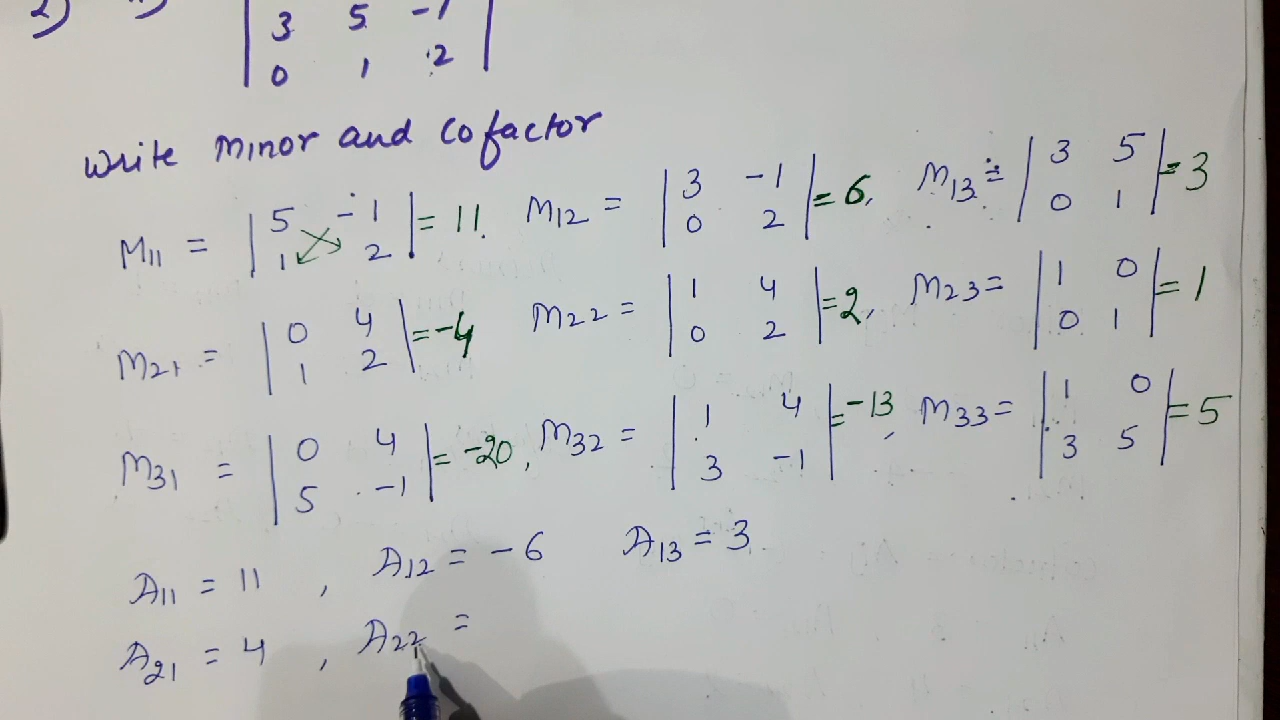 2) ii)
3 5 -1
0 1 2
Write Minor and Cofactor
M11 = | 5 -1 | = 11. M12 = | 3 -1 | = 6, M13 = | 3 5 | = 3
| 1 2 | | 0 2 | | 0 1 |
M21 = | 0 4 | = -4 M22 = | 1 4 | = 2, M23 = | 1 0 | = 1
| 1 2 | | 0 2 | | 0 1 |
M31 = | 0 4 | = -20, M32 = | 1 4 | = -13, M33 = | 1 0 | = 5
| 5 -1 | | 3 -1 | | 3 5 |
A11 = 11 , A12 = -6 A13 = 3
A21 = 4 , A22 =